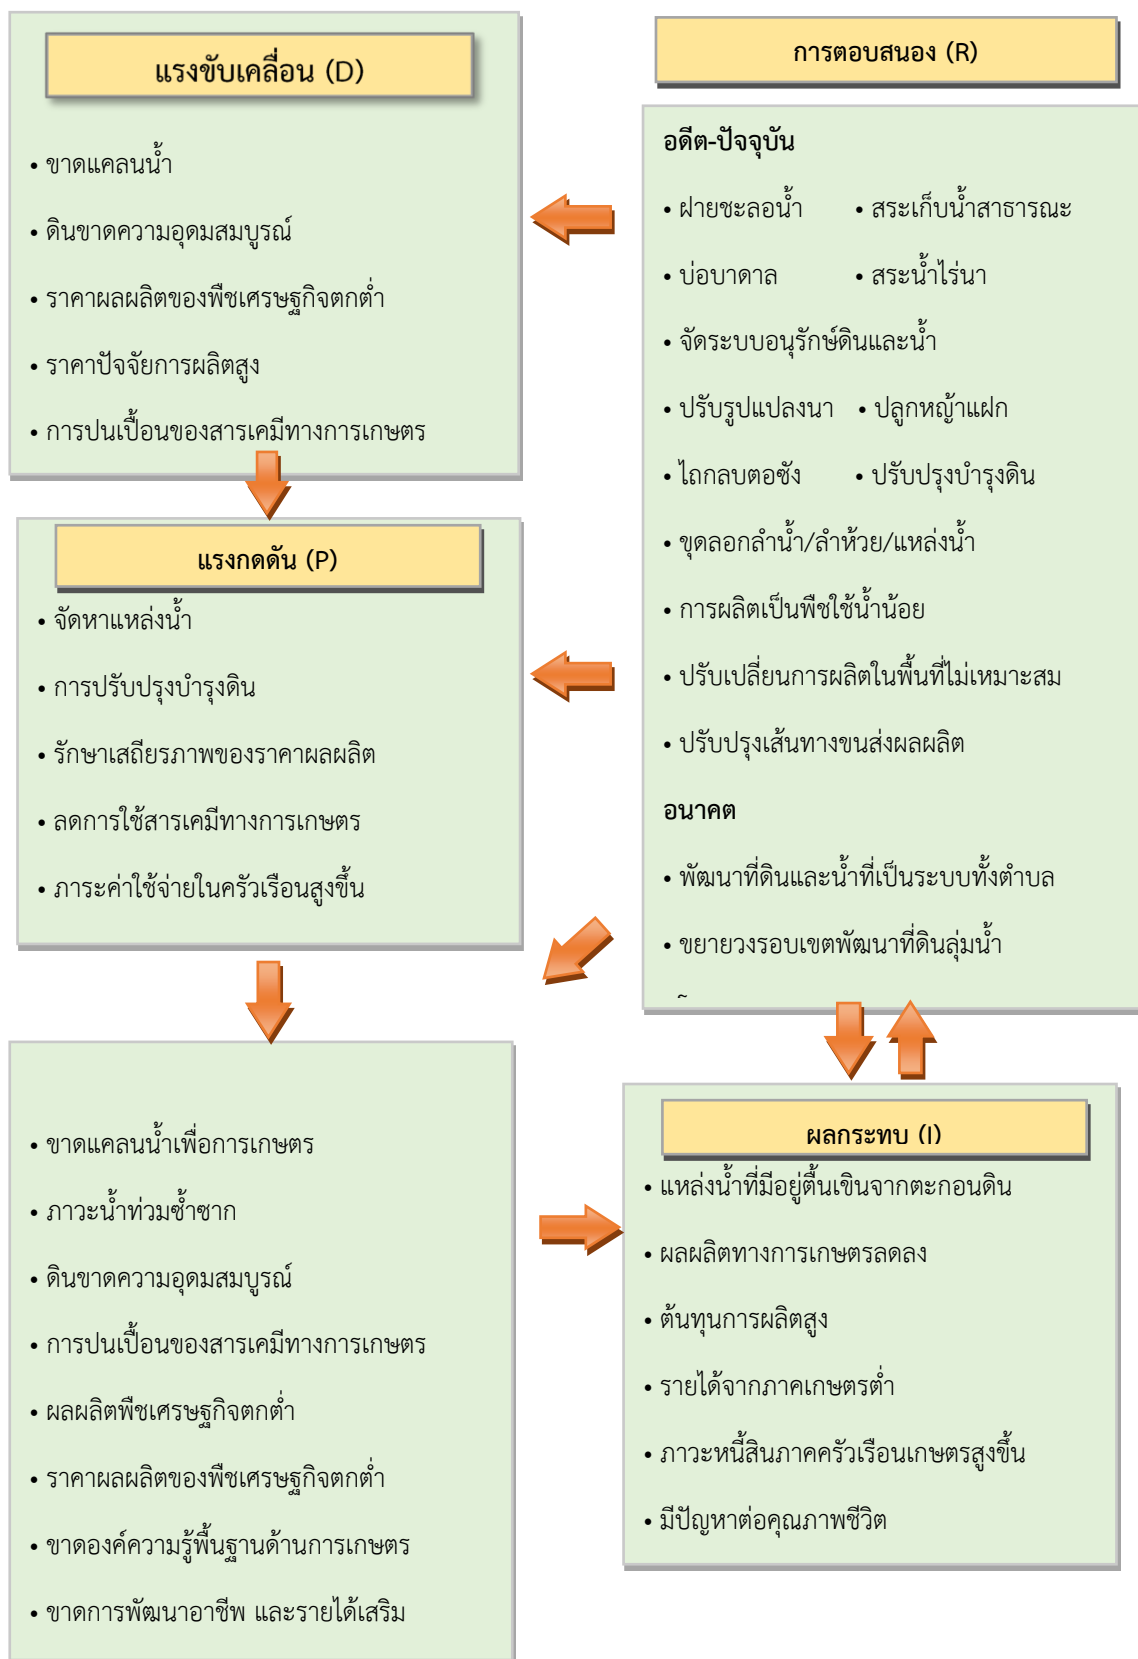 แรงขับเคลื่อน (D)
• ขาดแคลนน้ำ
• ดินขาดความอุดมสมบูรณ์
• ราคาผลผลิตของพืชเศรษฐกิจตกต่ำ
• ราคาปัจจัยการผลิตสูง
• การปนเปื้อนของสารเคมีทางการเกษตร
แรงกดดัน (P)
• จัดหาแหล่งน้ำ
• การปรับปรุงบำรุงดิน
• รักษาเสถียรภาพของราคาผลผลิต
• ลดการใช้สารเคมีทางการเกษตร
• ภาระค่าใช้จ่ายในครัวเรือนสูงขึ้น
• ขาดแคลนน้ำเพื่อการเกษตร
• ภาวะน้ำท่วมซ้ำซาก
• ดินขาดความอุดมสมบูรณ์
• การปนเปื้อนของสารเคมีทางการเกษตร
• ผลผลิตพืชเศรษฐกิจตกต่ำ
• ราคาผลผลิตของพืชเศรษฐกิจตกต่ำ
• ขาดองค์ความรู้พื้นฐานด้านการเกษตร
• ขาดการพัฒนาอาชีพ และรายได้เสริม
การตอบสนอง (R)
อดีต-ปัจจุบัน
• ฝายชะลอน้ำ • สระเก็บน้ำสาธารณะ
• บ่อบาดาล • สระน้ำไร่นา
• จัดระบบอนุรักษ์ดินและน้ำ
• ปรับรูปแปลงนา • ปลูกหญ้าแฝก
• ไถกลบตอซัง • ปรับปรุงบำรุงดิน
• ขุดลอกลำน้ำ/ลำห้วย/แหล่งน้ำ
• การผลิตเป็นพืชใช้น้ำน้อย
• ปรับเปลี่ยนการผลิตในพื้นที่ไม่เหมาะสม
• ปรับปรุงเส้นทางขนส่งผลผลิต
อนาคต
• พัฒนาที่ดินและน้ำที่เป็นระบบทั้งตำบล
• ขยายวงรอบเขตพัฒนาที่ดินลุ่มน้ำ
ผลกระทบ (I)
• แหล่งน้ำที่มีอยู่ตื้นเขินจากตะกอนดิน
• ผลผลิตทางการเกษตรลดลง
• ต้นทุนการผลิตสูง
• รายได้จากภาคเกษตรต่ำ
• ภาวะหนี้สินภาคครัวเรือนเกษตรสูงขึ้น
• มีปัญหาต่อคุณภาพชีวิต